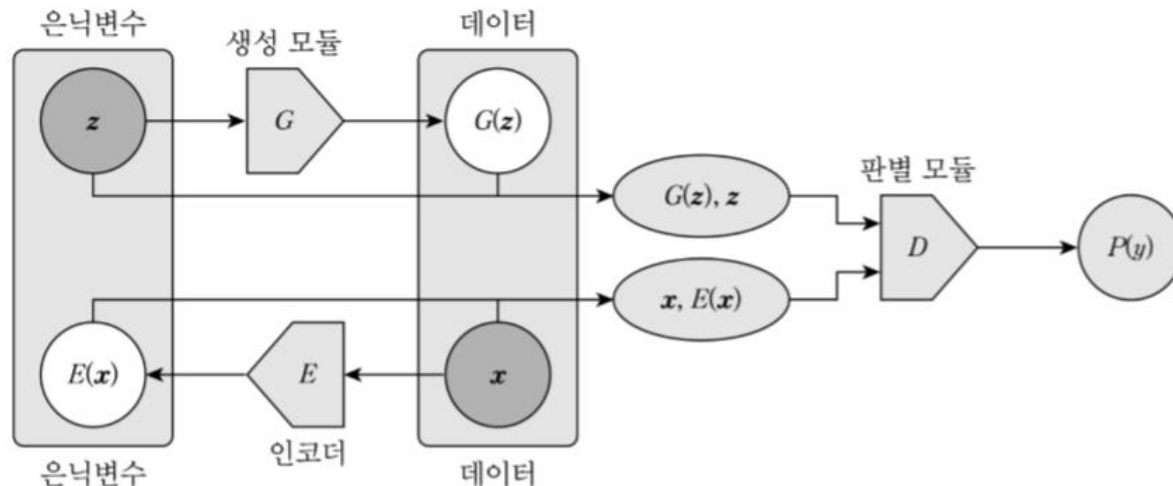 은닉변수
생성 모듈
데이터
z
G
G(z)
판별 모듈
G(z), z
D
P(y)
x, E(x)
E(x)
E
x
인코더
은닉변수
데이터